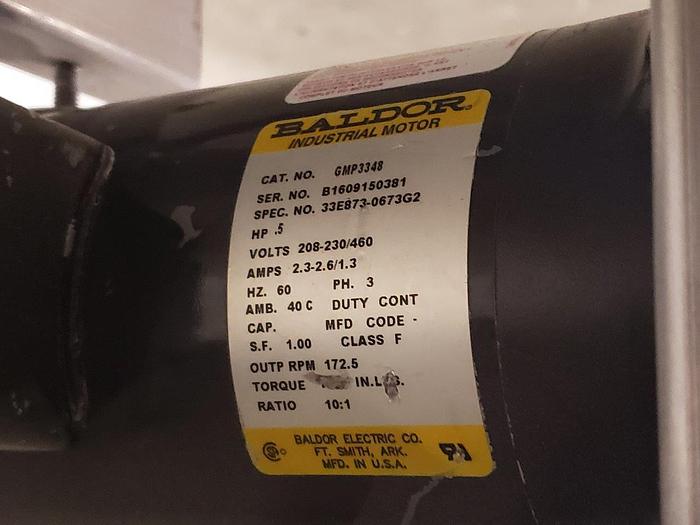 BALDOR
INDUSTRIAL MOTOR
CAT. NO. GMP3348
SER. NO. B1609150381
SPEC. NO. 33E873-0673G2
HP .5
VOLTS 208-230/460
AMPS 2.3-2.6/1.3
HZ. 60 PH. 3
AMB. 40 C DUTY CONT
CAP. MFD CODE -
S.F. 1.00 CLASS F
OUTP RPM 172.5
TORQUE IN.LBS.
RATIO 10:1
BALDOR ELECTRIC CO.
FT. SMITH, ARK.
MFD. IN U.S.A.